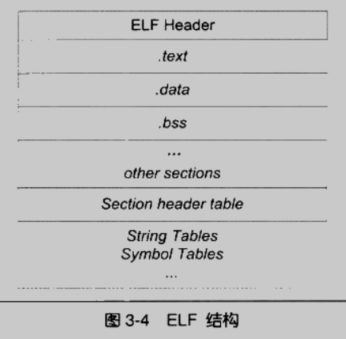 ELF Header
.text
.data
.bss
...
other sections
Section header table
String Tables
Symbol Tables
...
图 3-4 ELF 结构